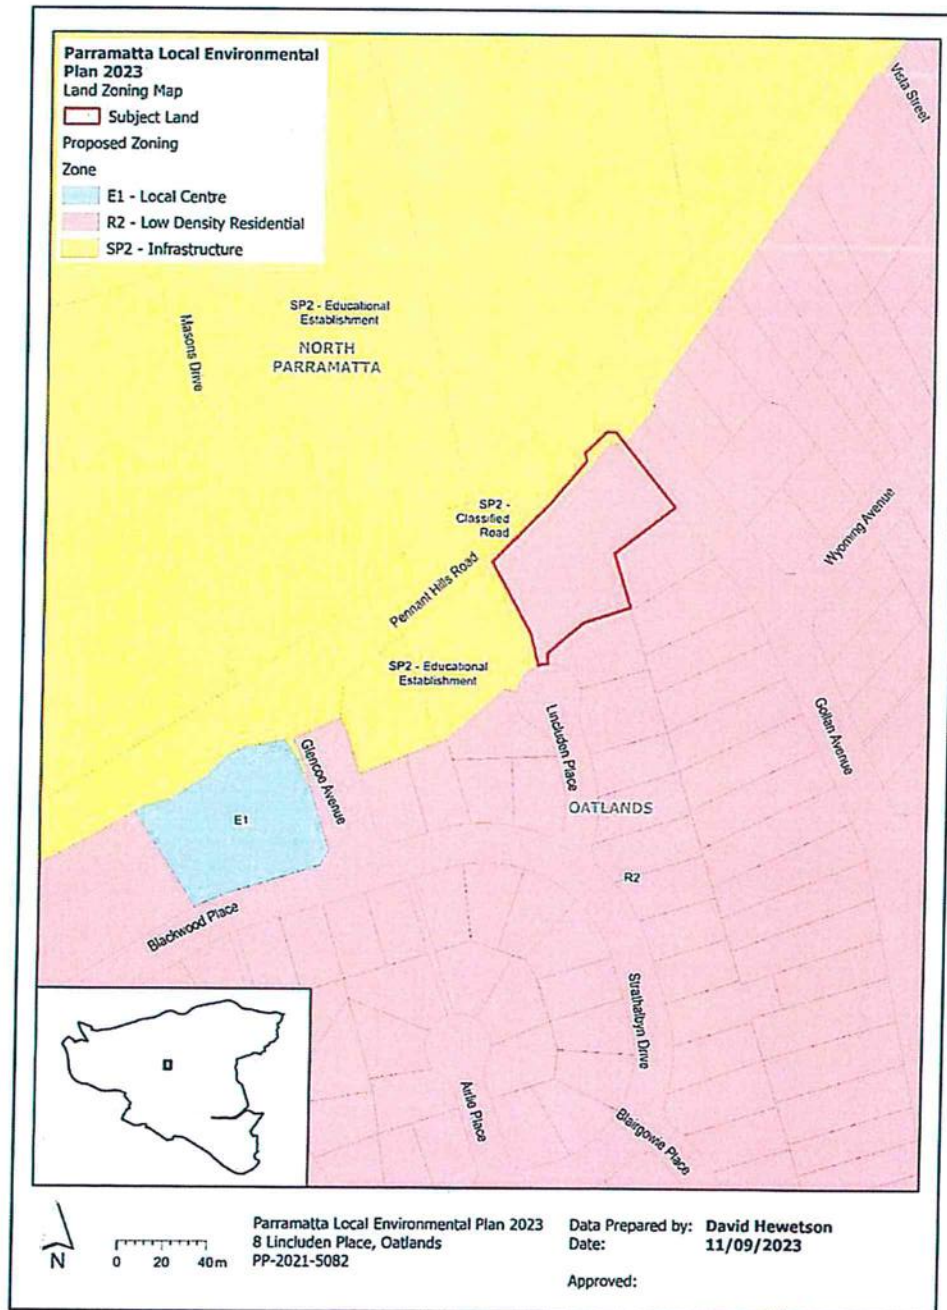 Parramatta Local Environmental
Plan 2023
Land Zoning Map
Subject Land
Proposed Zoning
Zone
E1 - Local Centre
R2 - Low Density Residential
SP2 - Infrastructure
Vista Street
Masons Drive
SP2 - Educational
Establishment
NORTH
PARRAMATTA
SP2 -
Classified
Road
Pennant Hills Road
Wyoming Avenue
SP2 - Educational
Establishment
Lincluden Place
Gollan Avenue
Glencoe Avenue
OATLANDS
E1
R2
Blackwood Place
Strathalbyn Drive
Airlie Place
Blairgowie Place
N
0 20 40m
Parramatta Local Environmental Plan 2023
8 Lincluden Place, Oatlands
PP-2021-5082
Data Prepared by: David Hewetson
Date: 11/09/2023
Approved: